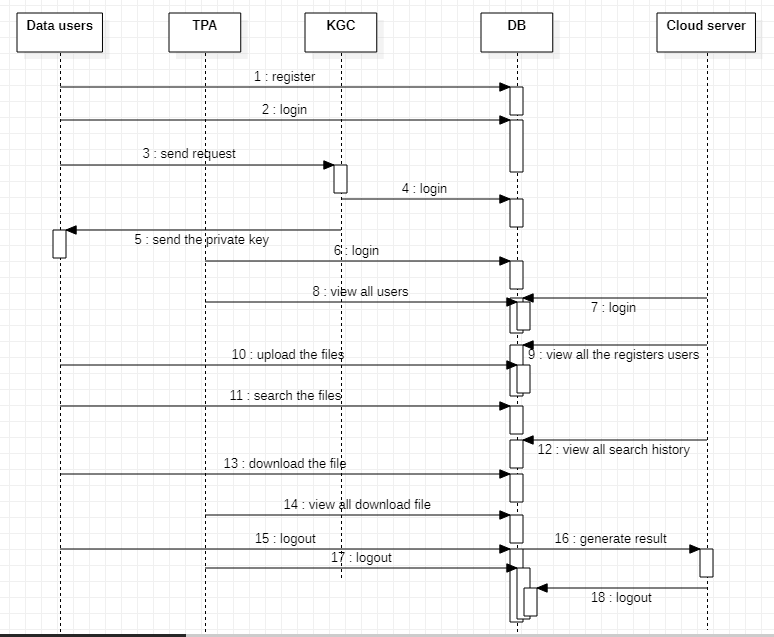 Data users
TPA
KGC
DB
Cloud server
1 : register
2 : login
3 : send request
4 : login
5 : send the private key
6 : login
8 : view all users
7 : login
10 : upload the files
9 : view all the registers users
11 : search the files
12 : view all search history
13 : download the file
14 : view all download file
15 : logout
16 : generate result
17 : logout
18 : logout